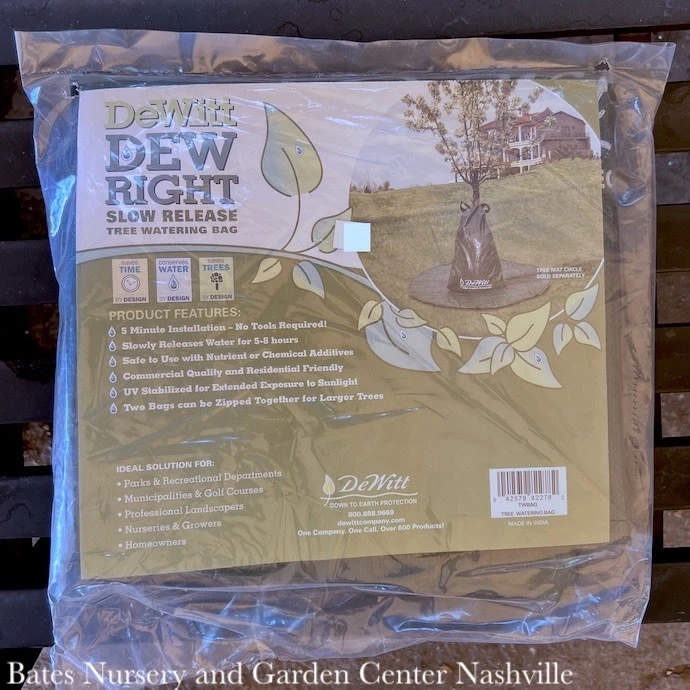 DeWitt
DEW
RIGHT
SLOW RELEASE
TREE WATERING BAG
saves
TIME
BY DESIGN
conserves
WATER
BY DESIGN
saves
TREES
BY DESIGN
DeWitt
TREE MAT CIRCLE
SOLD SEPARATELY
PRODUCT FEATURES:
5 Minute Installation – No Tools Required!
Slowly Releases Water for 5-8 hours
Safe to Use with Nutrient or Chemical Additives
Commercial Quality and Residential Friendly
UV Stabilized for Extended Exposure to Sunlight
Two Bags can be Zipped Together for Larger Trees
IDEAL SOLUTION FOR:
• Parks & Recreational Departments
• Municipalities & Golf Courses
• Professional Landscapers
• Nurseries & Growers
• Homeowners
DeWitt
DOWN TO EARTH PROTECTION
800.888.9669
dewittcompany.com
One Company. One Call. Over 600 Products!
TWBAG
TREE WATERING BAG
MADE IN INDIA
Bates Nursery and Garden Center Nashville